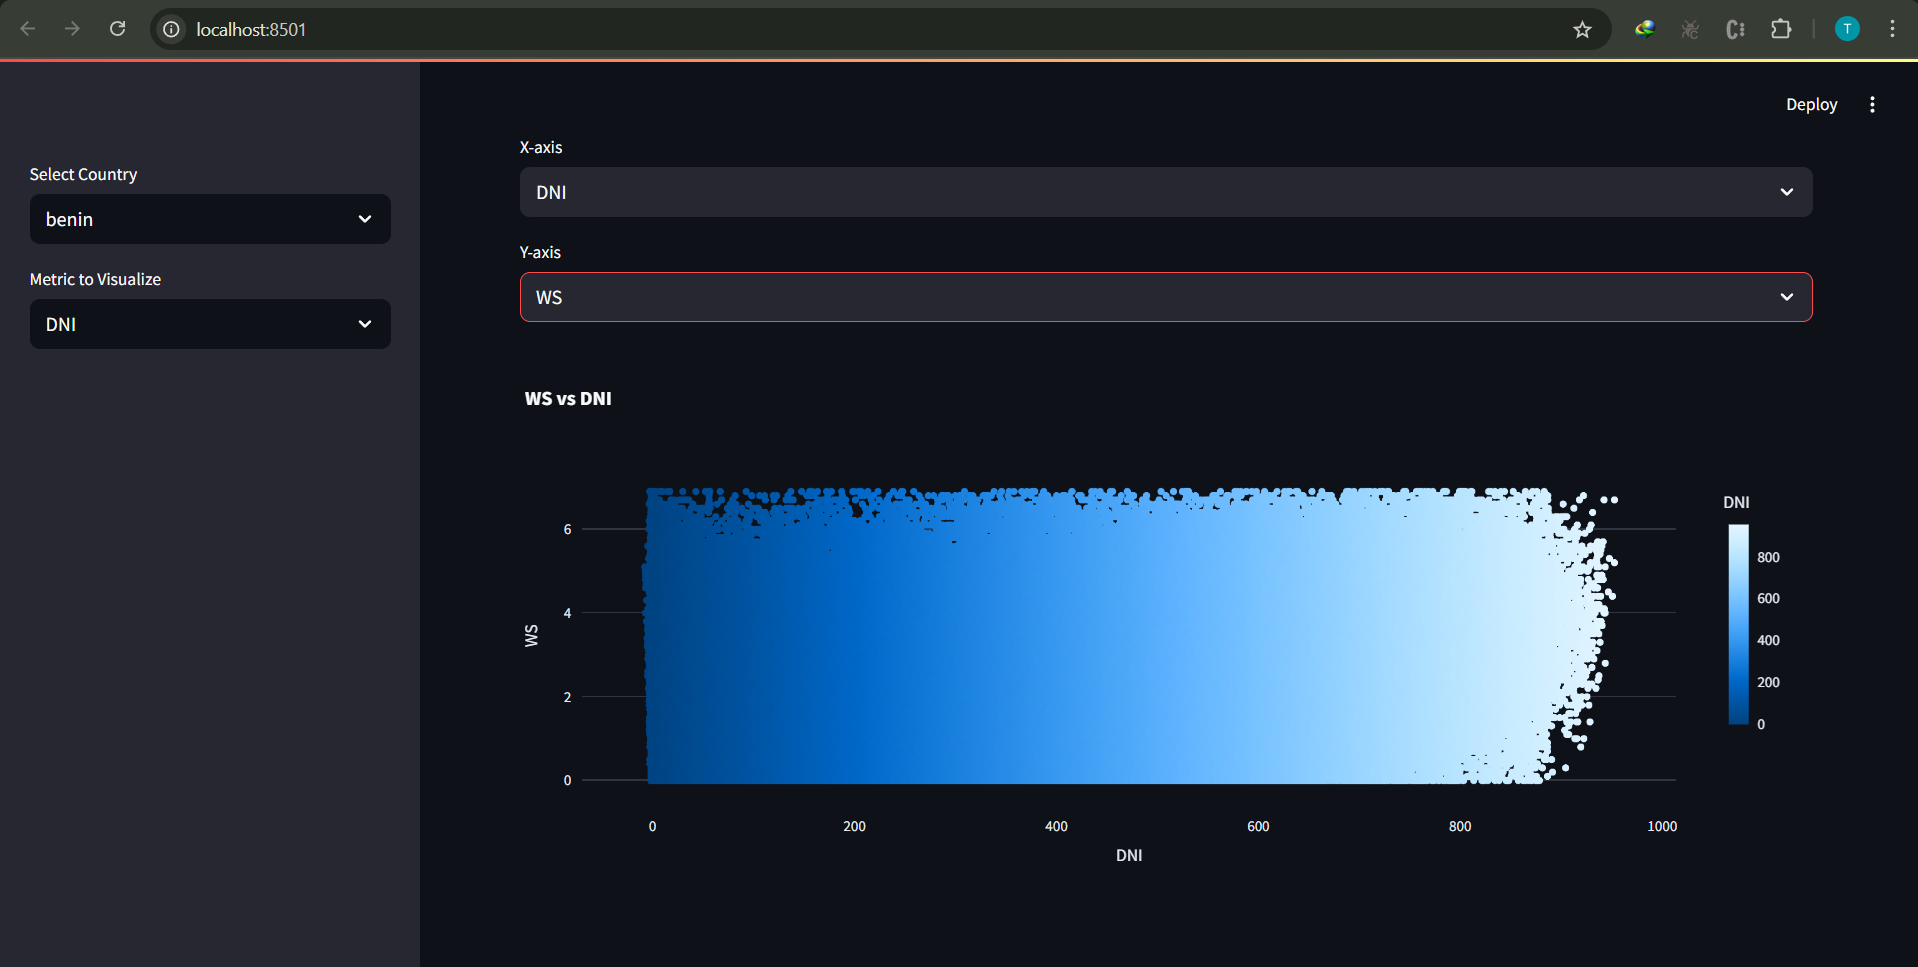 localhost:8501
T
Deploy
Select Country
benin
Metric to Visualize
DNI
X-axis
DNI
Y-axis
WS
WS vs DNI
6
4
2
0
WS
0
200
400
600
800
1000
DNI
DNI
800
600
400
200
0